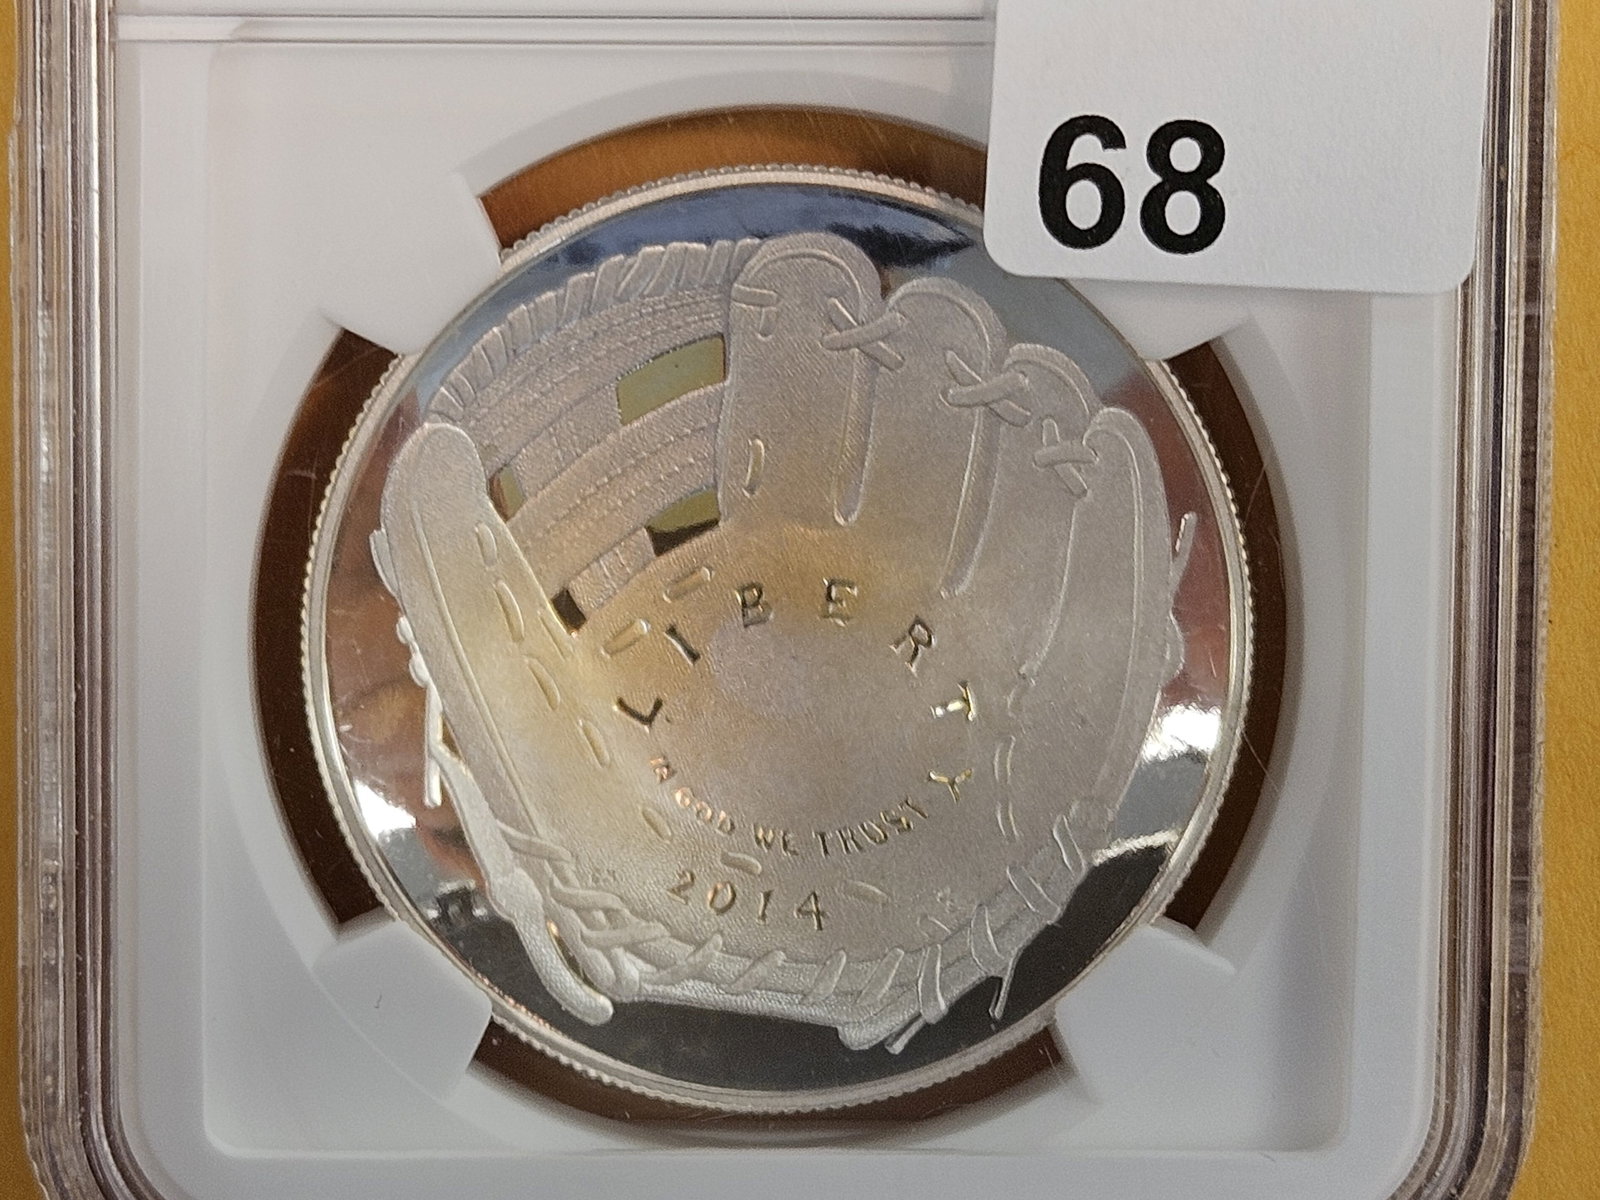 68
LIBERTY
IN GOD WE TRUST
2014